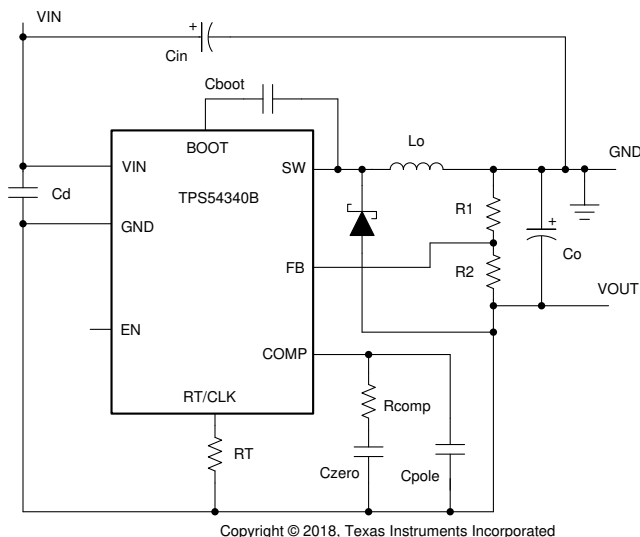 VIN
+
Cin
Cboot
Lo
GND
BOOT
VIN
SW
Cd
TPS54340B
R1
GND
+
Co
FB
R2
VOUT
EN
COMP
RT/CLK
Rcomp
RT
Czero
Cpole
Copyright © 2018, Texas Instruments Incorporated